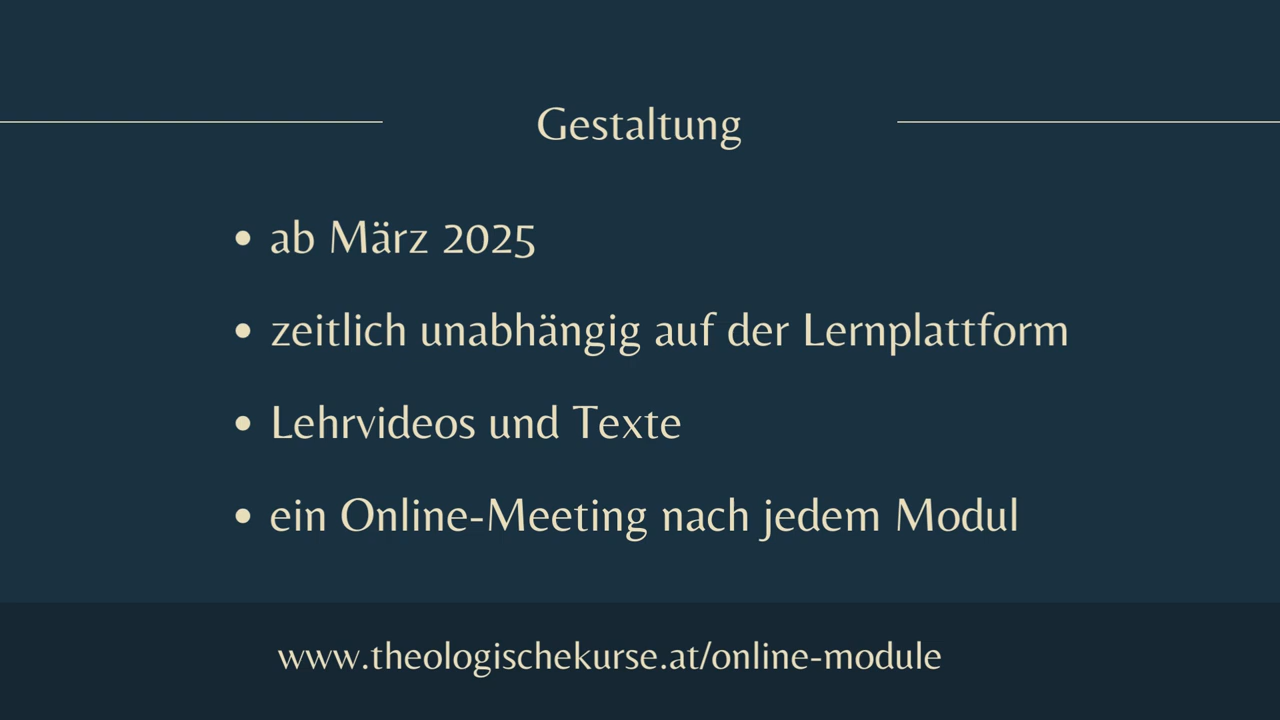 Gestaltung
• ab März 2025
• zeitlich unabhängig auf der Lernplattform
• Lehrvideos und Texte
• ein Online-Meeting nach jedem Modul
www.theologischekurse.at/online-module